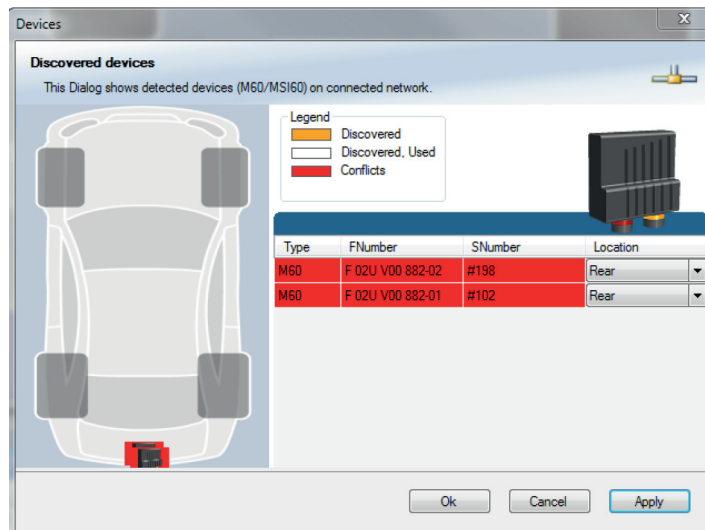 Devices
Discovered devices
This Dialog shows detected devices (M60/MSI60) on connected network.
Legend
Discovered
Discovered, Used
Conflicts
Type FNumber SNumber Location
M60 F 02U V00 882-02 #198 Rear
M60 F 02U V00 882-01 #102 Rear
Ok Cancel Apply